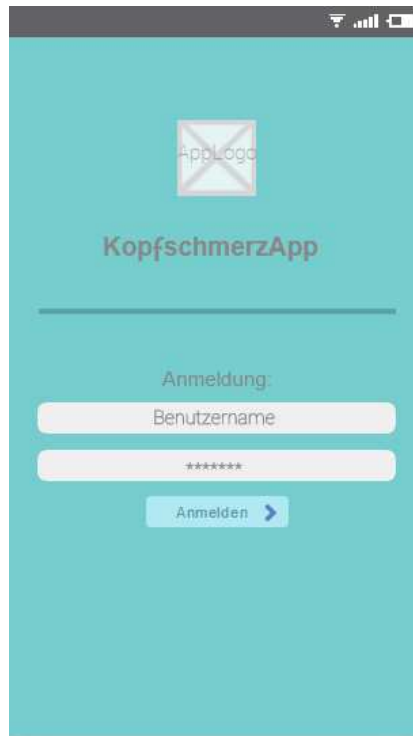 AppLogo
KopfschmerzApp
Anmeldung:
Benutzername
*******
Anmelden